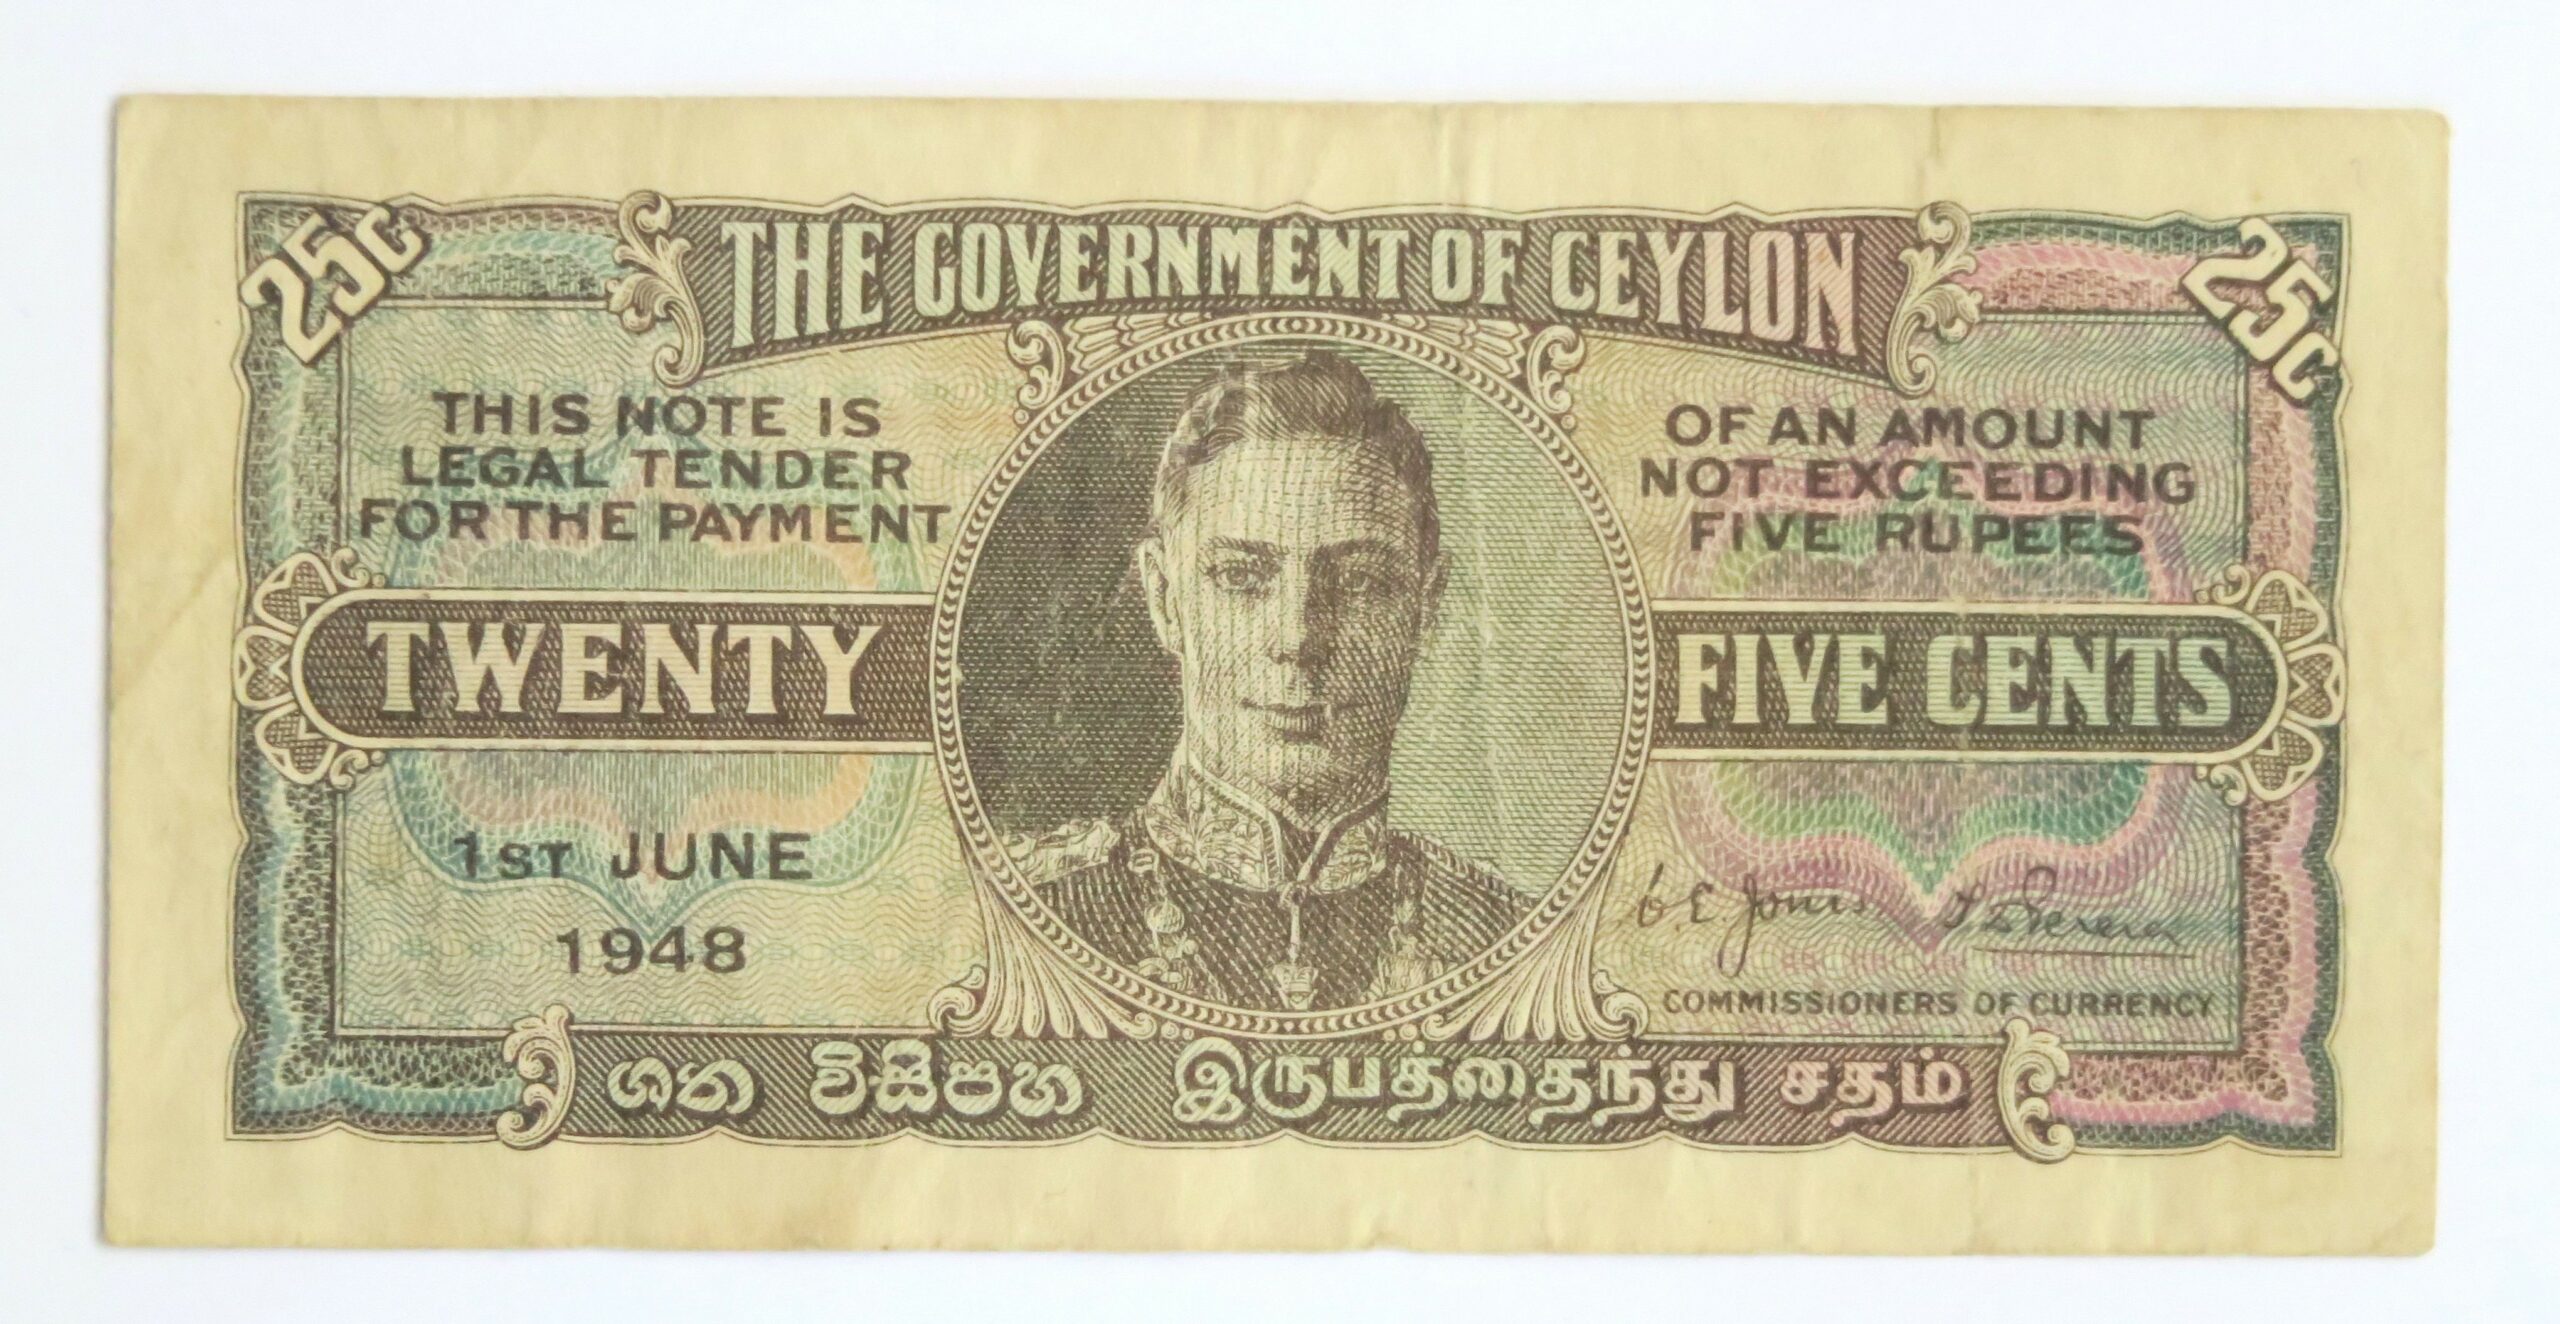 25C
THE GOVERNMENT OF CEYLON
25C
THIS NOTE IS
LEGAL TENDER
FOR THE PAYMENT
OF AN AMOUNT
NOT EXCEEDING
FIVE RUPEES
TWENTY
FIVE CENTS
1ST JUNE
1948
C.E. Jones
COMMISSIONERS OF CURRENCY
ශත විසිපහ
இருபத்தைந்து சதம்